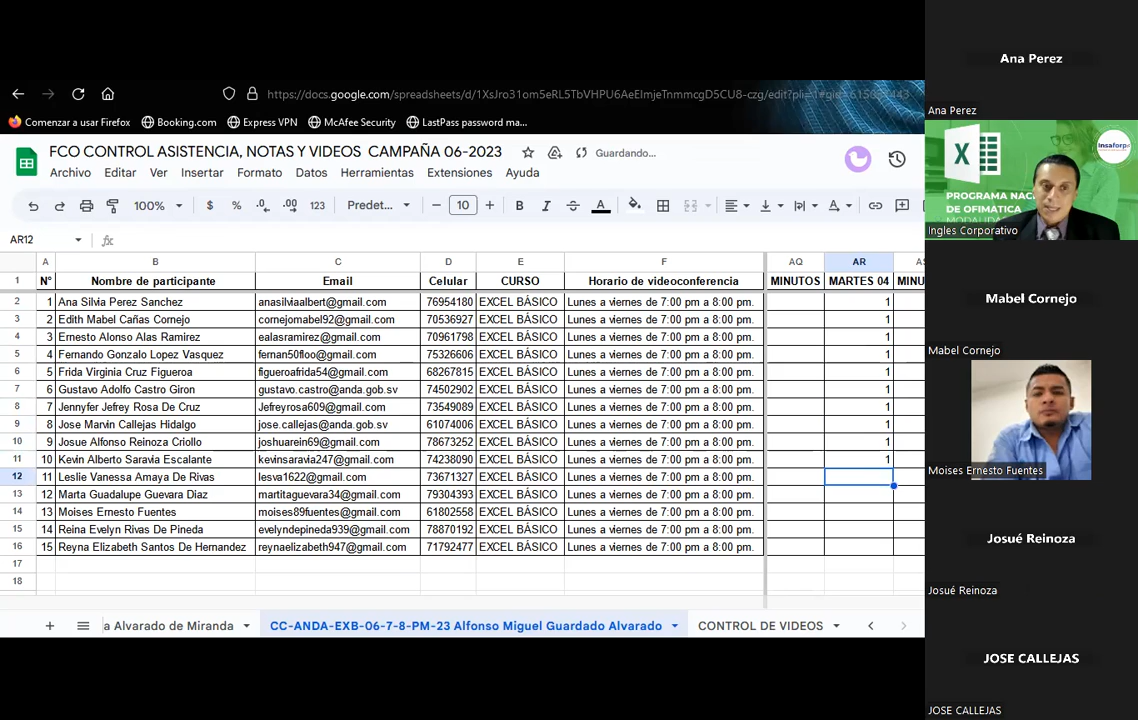 https://docs.google.com/spreadsheets/d/1XsJro31om5eRL5TbVHPU6AeEImjeTnmmcgD5CU8-czg/edit?pli=
Comenzar a usar Firefox Booking.com Express VPN McAfee Security LastPass password ma...
FCO CONTROL ASISTENCIA, NOTAS Y VIDEOS CAMPAÑA 06-2023 Guardando...
Archivo Editar Ver Insertar Formato Datos Herramientas Extensiones Ayuda
100% $ % .0 .00 123 Predet... 10 B I A
AR12 fx
A B C D E F AQ AR
1 N° Nombre de participante Email Celular CURSO Horario de videoconferencia MINUTOS MARTES 04 MINU
2 1 Ana Silvia Perez Sanchez anasilviaalbert@gmail.com 76954180 EXCEL BÁSICO Lunes a viernes de 7:00 pm a 8:00 pm. 1
3 2 Edith Mabel Cañas Cornejo cornejomabel92@gmail.com 70536927 EXCEL BÁSICO Lunes a viernes de 7:00 pm a 8:00 pm. 1
4 3 Ernesto Alonso Alas Ramirez ealasramirez@gmail.com 70961798 EXCEL BÁSICO Lunes a viernes de 7:00 pm a 8:00 pm. 1
5 4 Fernando Gonzalo Lopez Vasquez fernan50floo@gmail.com 75326606 EXCEL BÁSICO Lunes a viernes de 7:00 pm a 8:00 pm. 1
6 5 Frida Virginia Cruz Figueroa figueroafrida54@gmail.com 68267815 EXCEL BÁSICO Lunes a viernes de 7:00 pm a 8:00 pm. 1
7 6 Gustavo Adolfo Castro Giron gustavo.castro@anda.gob.sv 74502902 EXCEL BÁSICO Lunes a viernes de 7:00 pm a 8:00 pm. 1
8 7 Jennyfer Jefrey Rosa De Cruz Jefreyrosa609@gmail.com 73549089 EXCEL BÁSICO Lunes a viernes de 7:00 pm a 8:00 pm. 1
9 8 Jose Marvin Callejas Hidalgo jose.callejas@anda.gob.sv 61074006 EXCEL BÁSICO Lunes a viernes de 7:00 pm a 8:00 pm. 1
10 9 Josue Alfonso Reinoza Criollo joshuarein69@gmail.com 78673252 EXCEL BÁSICO Lunes a viernes de 7:00 pm a 8:00 pm. 1
11 10 Kevin Alberto Saravia Escalante kevinsaravia247@gmail.com 74238090 EXCEL BÁSICO Lunes a viernes de 7:00 pm a 8:00 pm. 1
12 11 Leslie Vanessa Amaya De Rivas lesva1622@gmail.com 73671327 EXCEL BÁSICO Lunes a viernes de 7:00 pm a 8:00 pm.
13 12 Marta Guadalupe Guevara Diaz martitaguevara34@gmail.com 79304393 EXCEL BÁSICO Lunes a viernes de 7:00 pm a 8:00 pm.
14 13 Moises Ernesto Fuentes moises89fuentes@gmail.com 61802558 EXCEL BÁSICO Lunes a viernes de 7:00 pm a 8:00 pm.
15 14 Reina Evelyn Rivas De Pineda evelyndepineda939@gmail.com 78870192 EXCEL BÁSICO Lunes a viernes de 7:00 pm a 8:00 pm.
16 15 Reyna Elizabeth Santos De Hernandez reynaelizabeth947@gmail.com 71792477 EXCEL BÁSICO Lunes a viernes de 7:00 pm a 8:00 pm.
17
18
a Alvarado de Miranda CC-ANDA-EXB-06-7-8-PM-23 Alfonso Miguel Guardado Alvarado CONTROL DE VIDEOS
Ana Perez
Ana Perez
X
insaforp
PROGRAMA NAC
DE OFIMÁTICA
Ingles Corporativo
Mabel Cornejo
Mabel Cornejo
Moises Ernesto Fuentes
Josué Reinoza
Josué Reinoza
JOSE CALLEJAS
JOSE CALLEJAS